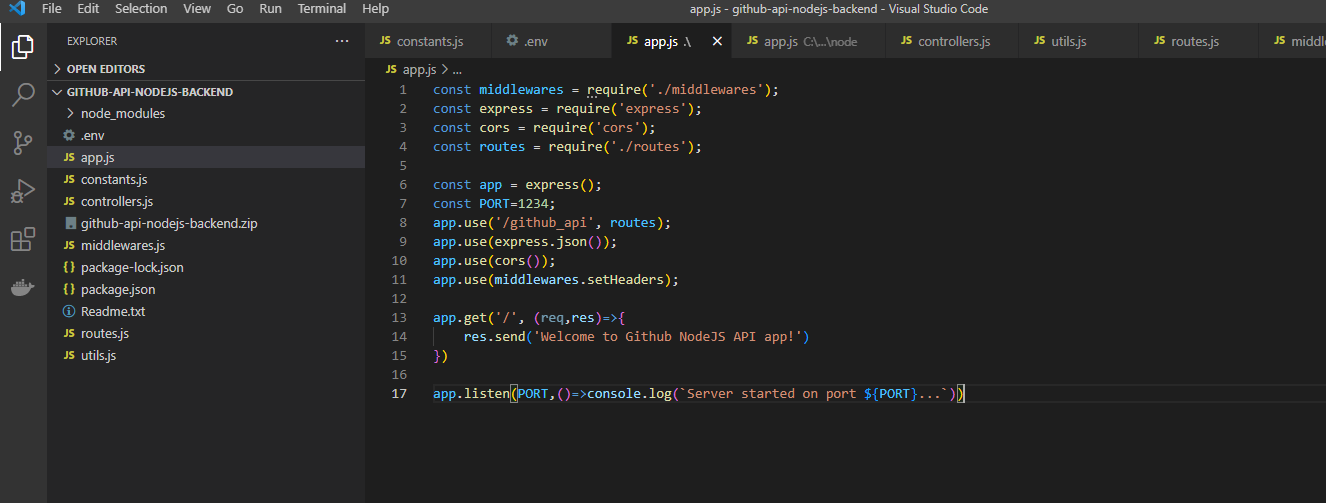 File Edit Selection View Go Run Terminal Help app.js - github-api-nodejs-backend - Visual Studio Code
EXPLORER ...
OPEN EDITORS
GITHUB-API-NODEJS-BACKEND
node_modules
.env
JS app.js
JS constants.js
JS controllers.js
github-api-nodejs-backend.zip
JS middlewares.js
{} package-lock.json
{} package.json
Readme.txt
JS routes.js
JS utils.js
JS constants.js .env JS app.js .\ JS app.js C:\...\node JS controllers.js JS utils.js JS routes.js JS middl
JS app.js > ...
1 const middlewares = require('./middlewares');
2 const express = require('express');
3 const cors = require('cors');
4 const routes = require('./routes');
5
6 const app = express();
7 const PORT=1234;
8 app.use('/github_api', routes);
9 app.use(express.json());
10 app.use(cors());
11 app.use(middlewares.setHeaders);
12
13 app.get('/', (req,res)=>{
14 res.send('Welcome to Github NodeJS API app!')
15 })
16
17 app.listen(PORT,()=>console.log(`Server started on port ${PORT}...`))